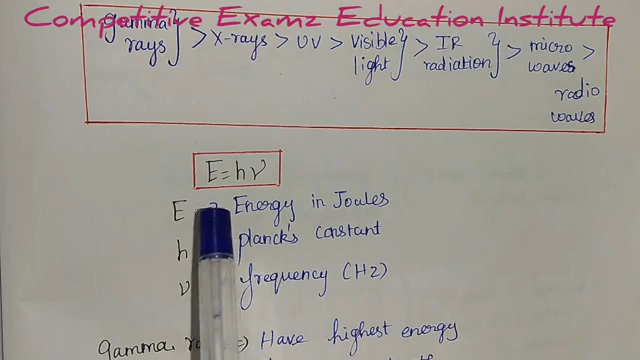 Competitive Examz Education Institute
gamma rays } > X-rays > UV > visible light } > IR radiation } > micro waves > radio waves
E=hν
E → Energy in Joules
h planck's constant
ν frequency (Hz)
gamma ⇒ Have highest energy